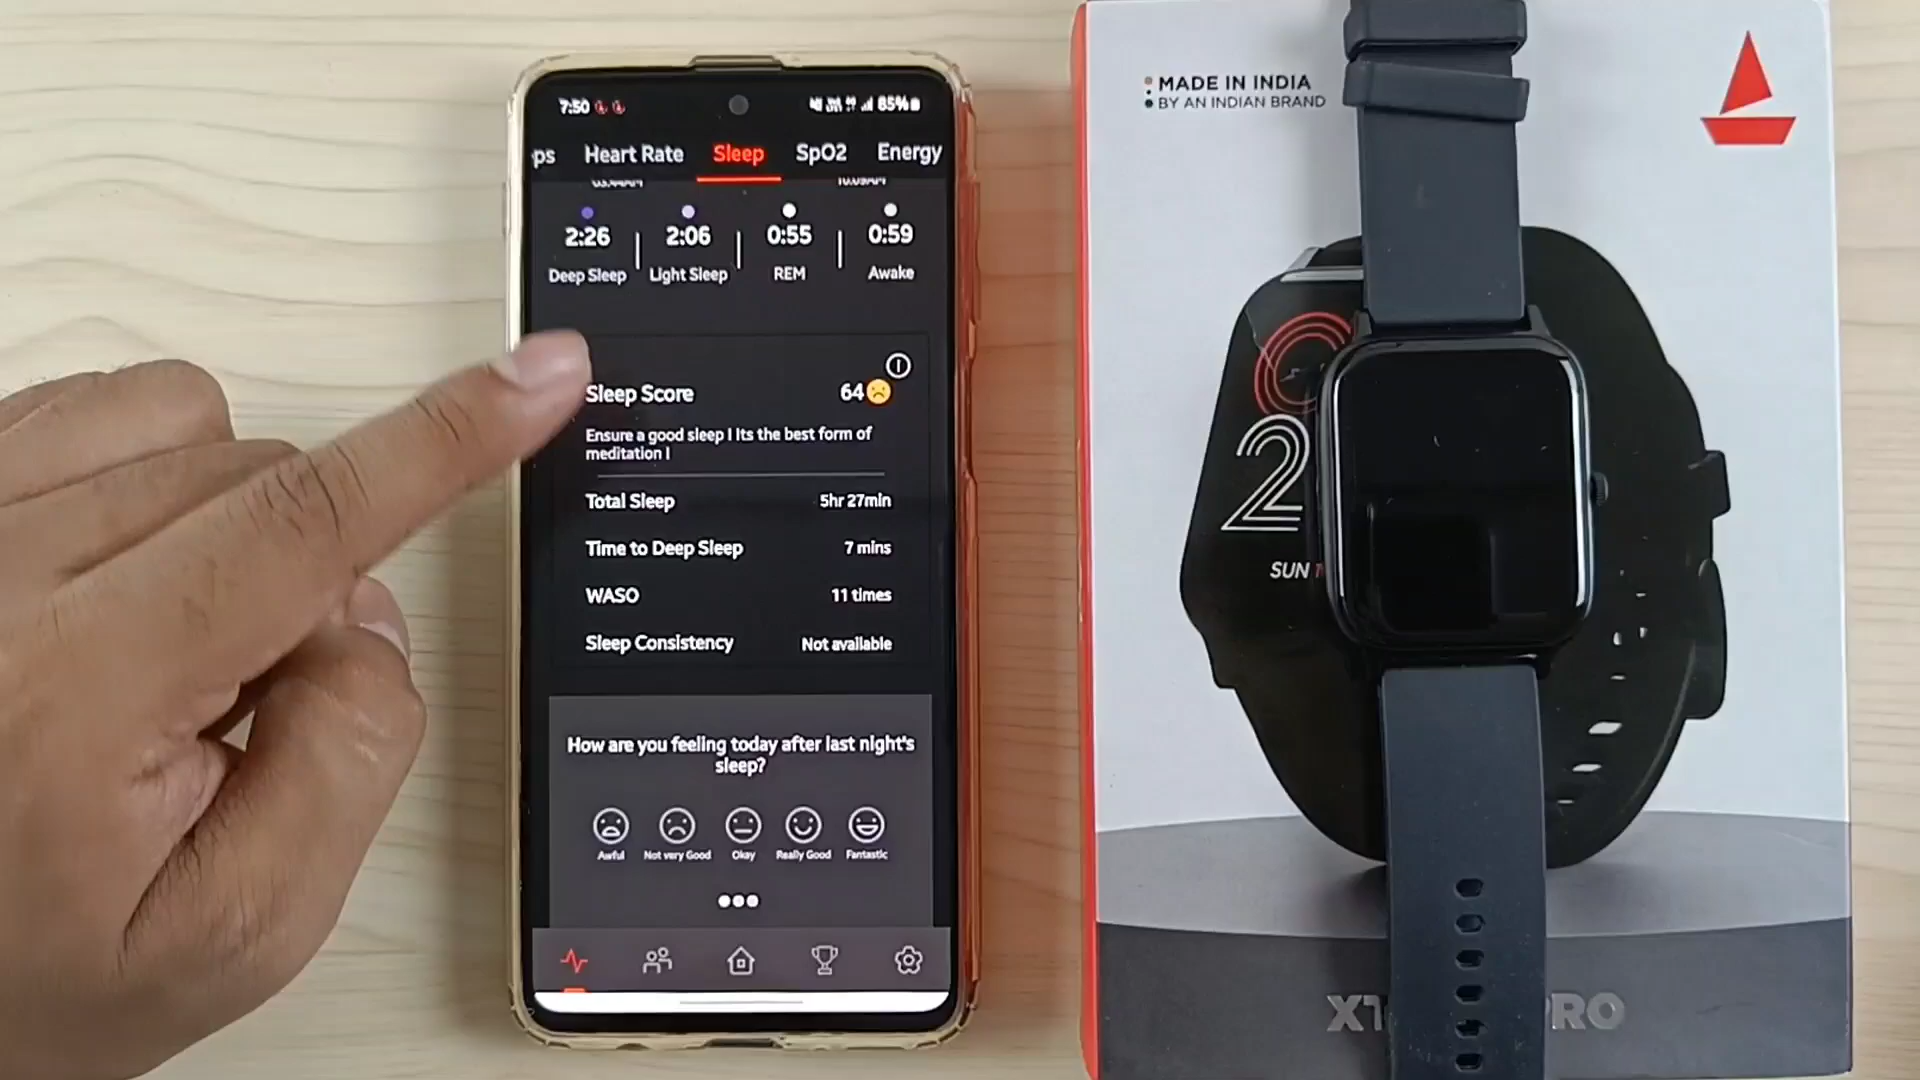 7:50
85%
ps Heart Rate Sleep SpO2 Energy
2:26 2:06 0:55 0:59
Deep Sleep Light Sleep REM Awake
Sleep Score 64
Ensure a good sleep ! Its the best form of
meditation !
Total Sleep 5hr 27min
Time to Deep Sleep 7 mins
WASO 11 times
Sleep Consistency Not available
How are you feeling today after last night's
sleep?
Awful Not very Good Okay Really Good Fantastic
MADE IN INDIA
BY AN INDIAN BRAND
2
SUN
PRO